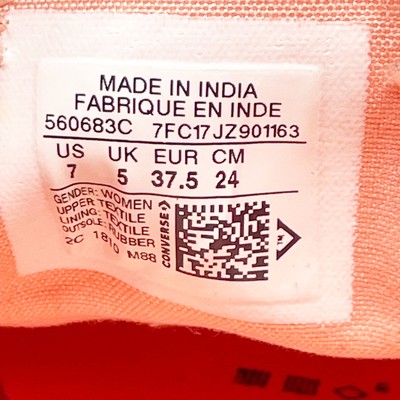 MADE IN INDIA
FABRIQUE EN INDE
560683C 7FC17JZ901163
US UK EUR CM
7 5 37.5 24
GENDER: WOMEN
UPPER: TEXTILE
LINING: TEXTILE
OUTSOLE: RUBBER
2C 1810 M88
CONVERSE